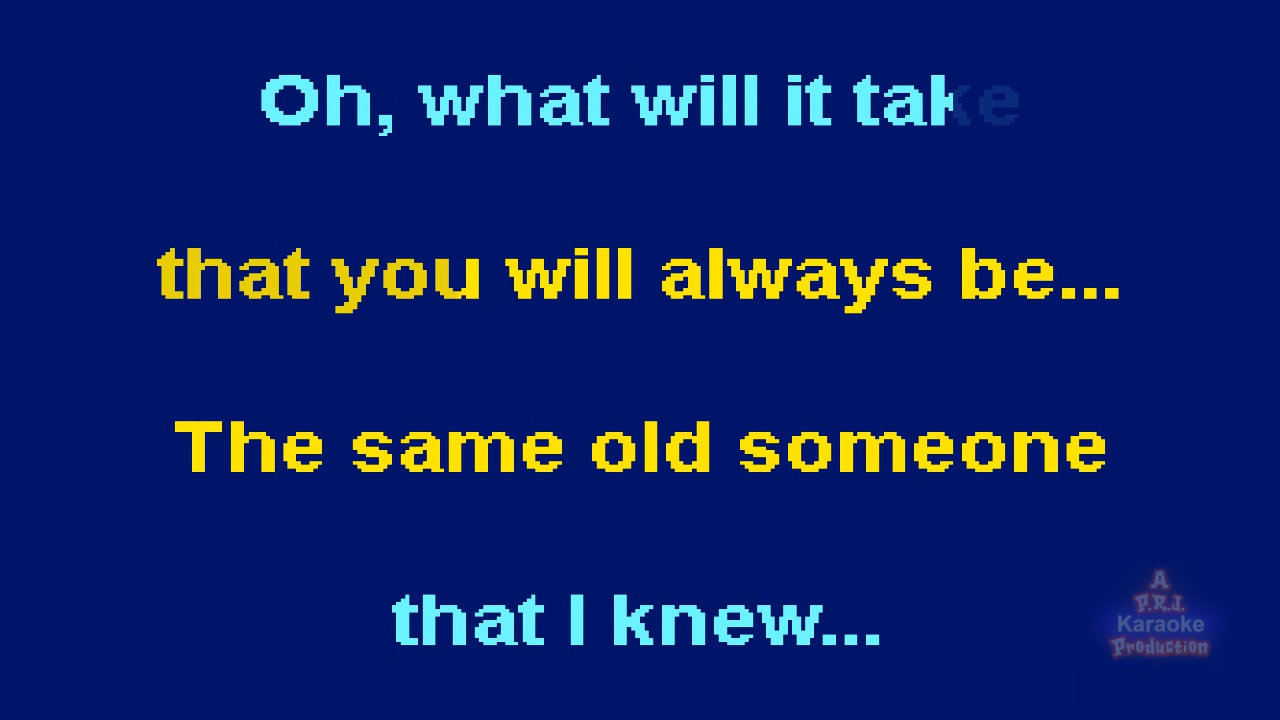 Oh, what will it take
that you will always be...
The same old someone
that I knew...
A
P.R.J.
Karaoke
Production